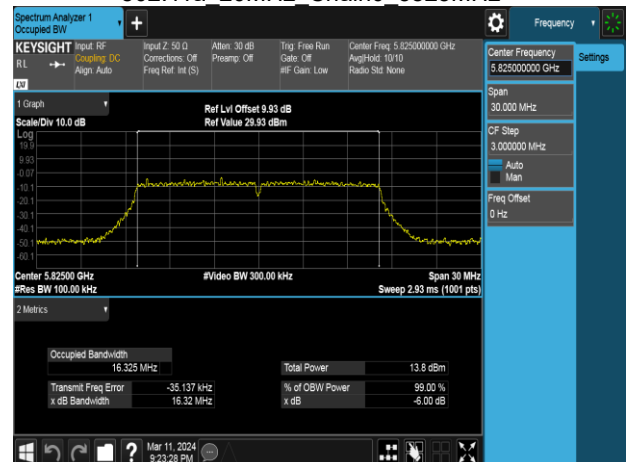 Spectrum Analyzer 1
Occupied BW
Frequency
KEYSIGHT
RL
LXI
Input: RF
Coupling: DC
Align: Auto
Input Z: 50 Ω
Corrections: Off
Freq Ref: Int (S)
Atten: 30 dB
Preamp: Off
Trig: Free Run
Gate: Off
#IF Gain: Low
Center Freq: 5.825000000 GHz
Avg|Hold: 10/10
Radio Std: None
Center Frequency
5.825000000 GHz
Settings
Span
30.000 MHz
CF Step
3.000000 MHz
Auto
Man
Freq Offset
0 Hz
1 Graph
Scale/Div 10.0 dB
Ref Lvl Offset 9.93 dB
Ref Value 29.93 dBm
Log
19.9
9.93
-0.07
-10.1
-20.1
-30.1
-40.1
-50.1
-60.1
Center 5.82500 GHz
#Video BW 300.00 kHz
Span 30 MHz
#Res BW 100.00 kHz
Sweep 2.93 ms (1001 pts)
2 Metrics
Occupied Bandwidth
16.325 MHz
Total Power 13.8 dBm
Transmit Freq Error -35.137 kHz
% of OBW Power 99.00 %
x dB Bandwidth 16.32 MHz
x dB -6.00 dB
Mar 11, 2024
9:23:28 PM